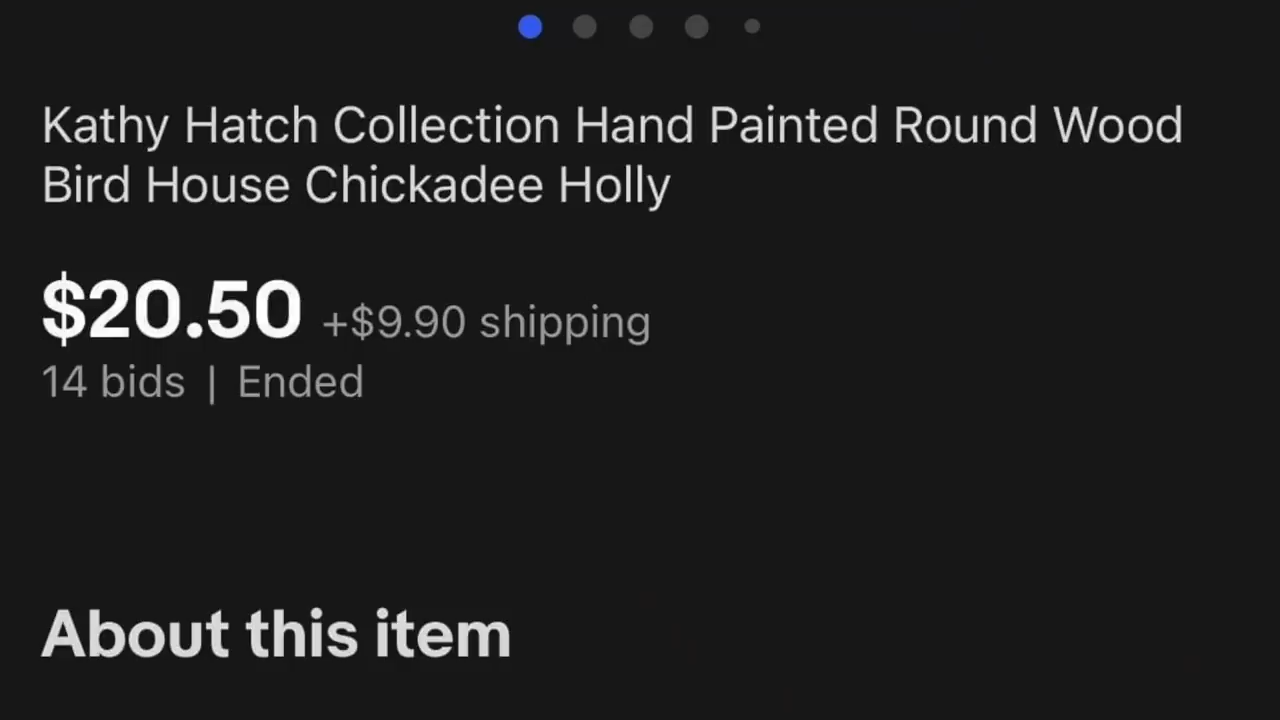 Kathy Hatch Collection Hand Painted Round Wood
Bird House Chickadee Holly
$20.50 +$9.90 shipping
14 bids | Ended
About this item